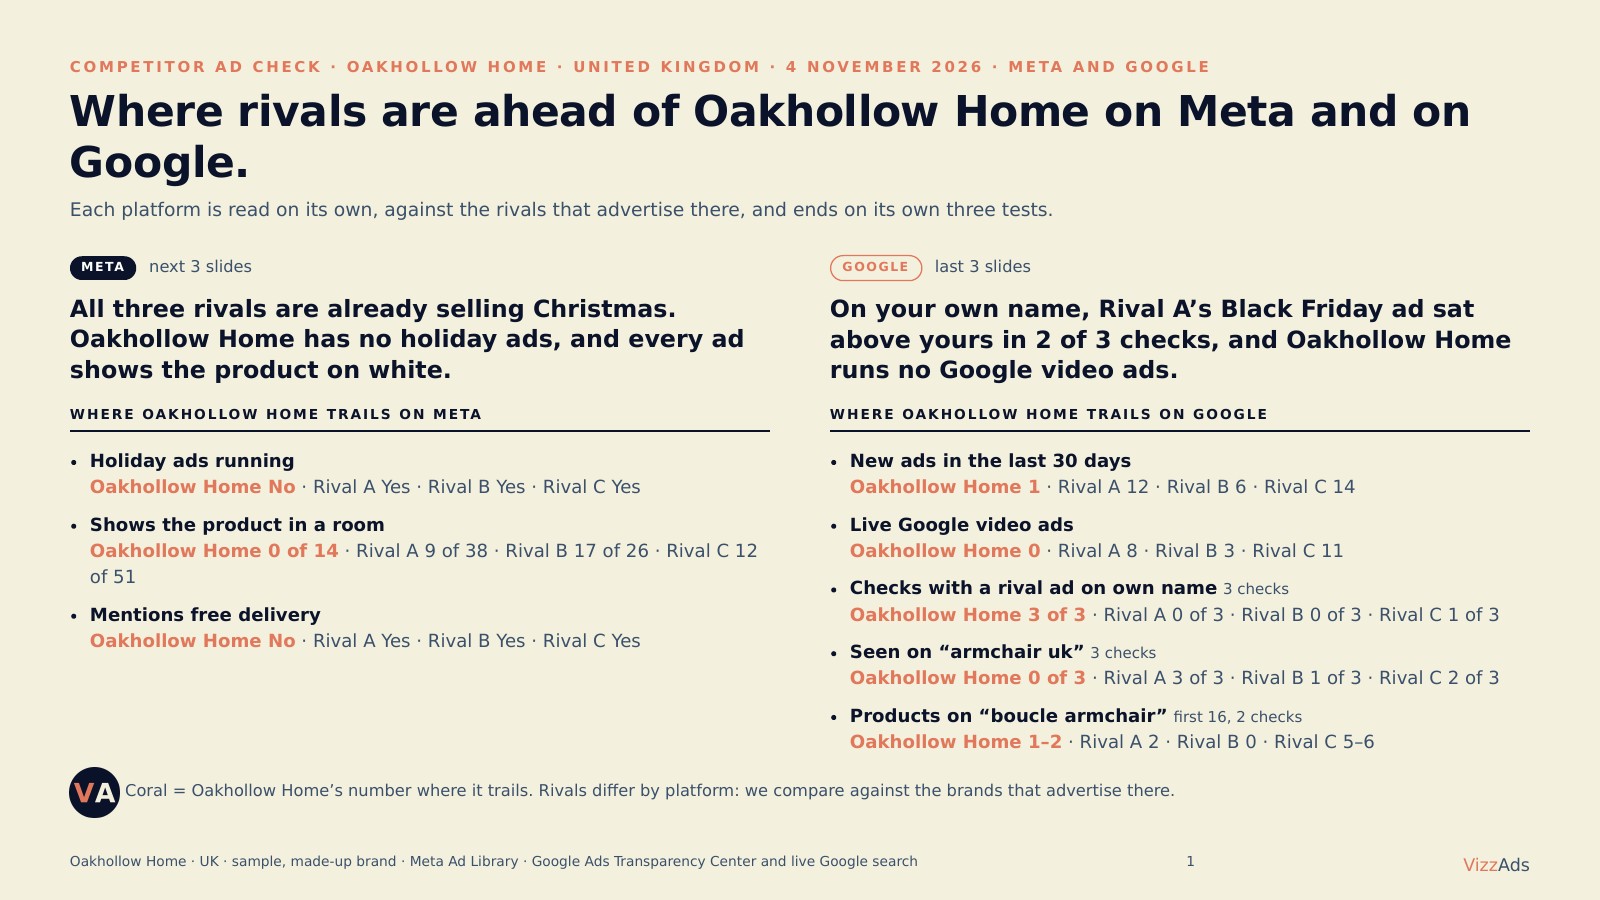 COMPETITOR AD CHECK · OAKHOLLOW HOME · UNITED KINGDOM · 4 NOVEMBER 2026 · META AND GOOGLE
Where rivals are ahead of Oakhollow Home on Meta and on
Google.
Each platform is read on its own, against the rivals that advertise there, and ends on its own three tests.
META next 3 slides
All three rivals are already selling Christmas.
Oakhollow Home has no holiday ads, and every ad
shows the product on white.
WHERE OAKHOLLOW HOME TRAILS ON META
• Holiday ads running
Oakhollow Home No · Rival A Yes · Rival B Yes · Rival C Yes
• Shows the product in a room
Oakhollow Home 0 of 14 · Rival A 9 of 38 · Rival B 17 of 26 · Rival C 12
of 51
• Mentions free delivery
Oakhollow Home No · Rival A Yes · Rival B Yes · Rival C Yes
GOOGLE last 3 slides
On your own name, Rival A’s Black Friday ad sat
above yours in 2 of 3 checks, and Oakhollow Home
runs no Google video ads.
WHERE OAKHOLLOW HOME TRAILS ON GOOGLE
• New ads in the last 30 days
Oakhollow Home 1 · Rival A 12 · Rival B 6 · Rival C 14
• Live Google video ads
Oakhollow Home 0 · Rival A 8 · Rival B 3 · Rival C 11
• Checks with a rival ad on own name 3 checks
Oakhollow Home 3 of 3 · Rival A 0 of 3 · Rival B 0 of 3 · Rival C 1 of 3
• Seen on “armchair uk” 3 checks
Oakhollow Home 0 of 3 · Rival A 3 of 3 · Rival B 1 of 3 · Rival C 2 of 3
• Products on “boucle armchair” first 16, 2 checks
Oakhollow Home 1–2 · Rival A 2 · Rival B 0 · Rival C 5–6
VA Coral = Oakhollow Home’s number where it trails. Rivals differ by platform: we compare against the brands that advertise there.
Oakhollow Home · UK · sample, made-up brand · Meta Ad Library · Google Ads Transparency Center and live Google search
1
VizzAds